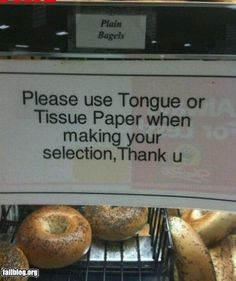 Plain
Bagels
Please use Tongue or
Tissue Paper when
making your
selection,Thank u
failblog.org